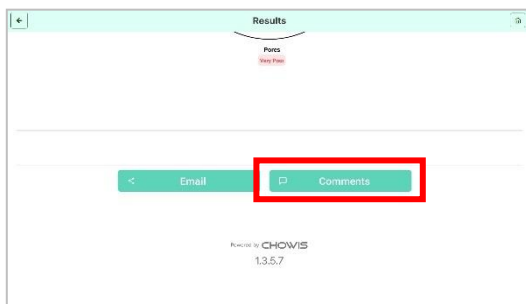 Results
Pores
Very Poor
Email
Comments
Powered by CHOWIS
1.3.5.7